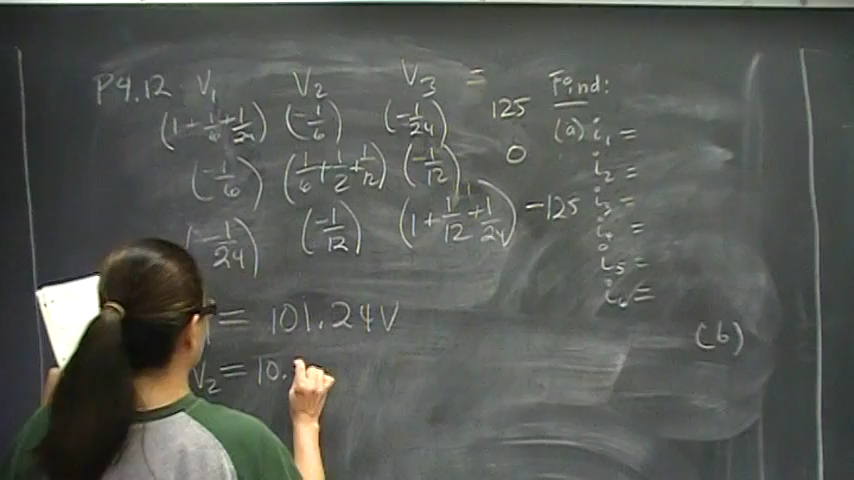 P4.12 V₁ V₂ V₃ =
(1+1/6+1/24) (-1/6) (-1/24) 125
(-1/6) (1/6+1/2+1/12) (-1/12) 0
(-1/24) (-1/12) (1+1/12+1/24) -125
= 101.24V
V₂ = 10.
Find:
(a) i₁ =
i₂ =
i₃ =
i₄ =
i₅ =
i₆ =
(b)